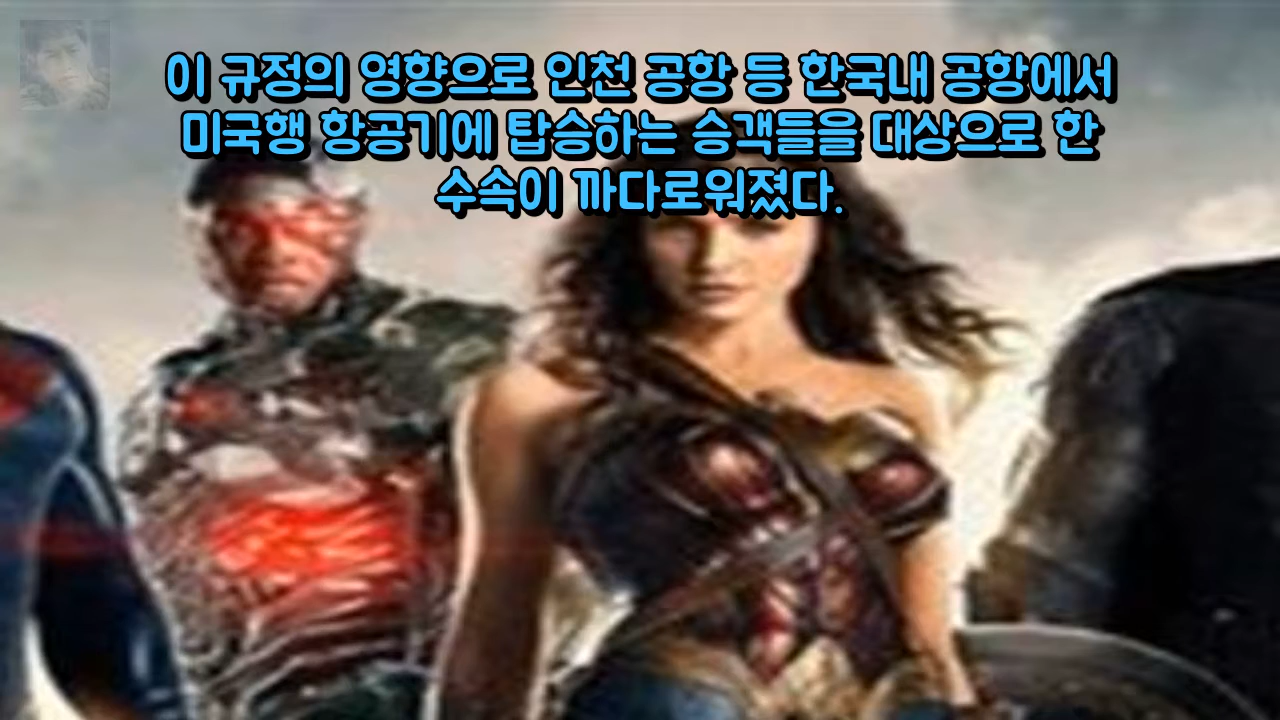 이 규정의 영향으로 인천 공항 등 한국내 공항에서
미국행 항공기에 탑승하는 승객들을 대상으로 한
수속이 까다로워졌다.